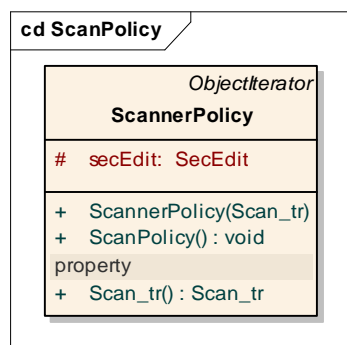 cd ScanPolicy
ObjectIterator
ScannerPolicy
# secEdit: SecEdit
+ ScannerPolicy(Scan_tr)
+ ScanPolicy() : void
property
+ Scan_tr() : Scan_tr